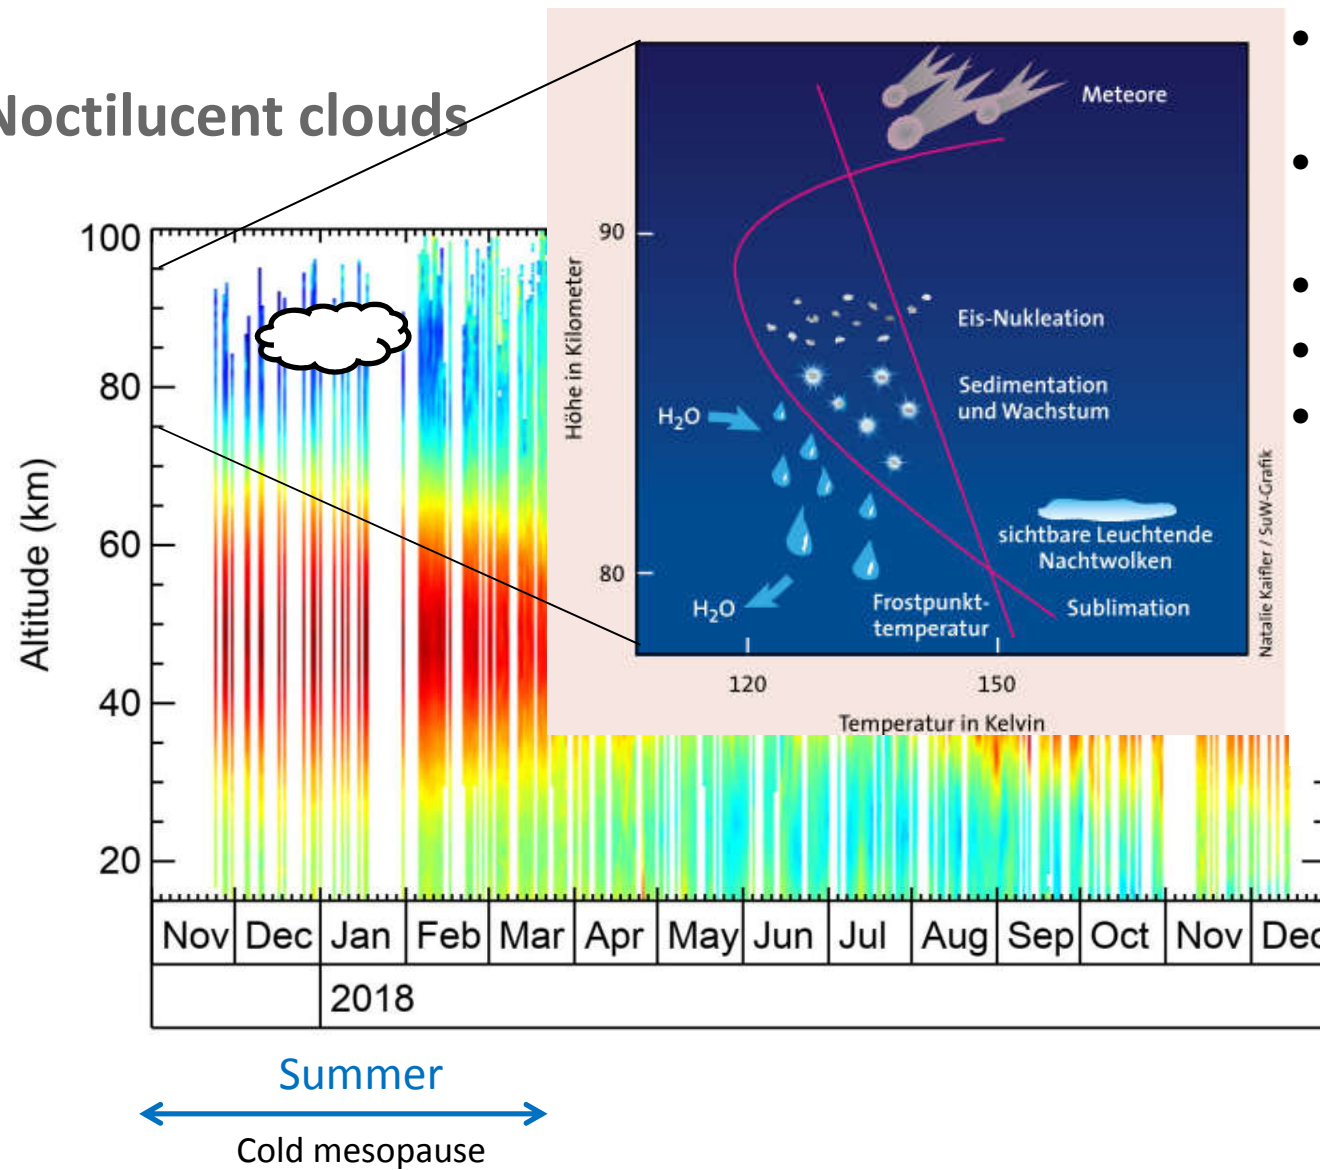 Noctilucent clouds
Meteore
90
Höhe in Kilometer
Eis-Nukleation
Sedimentation
und Wachstum
H₂O
sichtbare Leuchtende
Nachtwolken
80
H₂O
Frostpunkt-
temperatur
Sublimation
120
150
Temperatur in Kelvin
Natalie Kaifler / SuW-Grafik
100
80
60
40
20
Altitude (km)
Nov Dec Jan Feb Mar Apr May Jun Jul Aug Sep Oct Nov Dec
2018
Summer
Cold mesopause